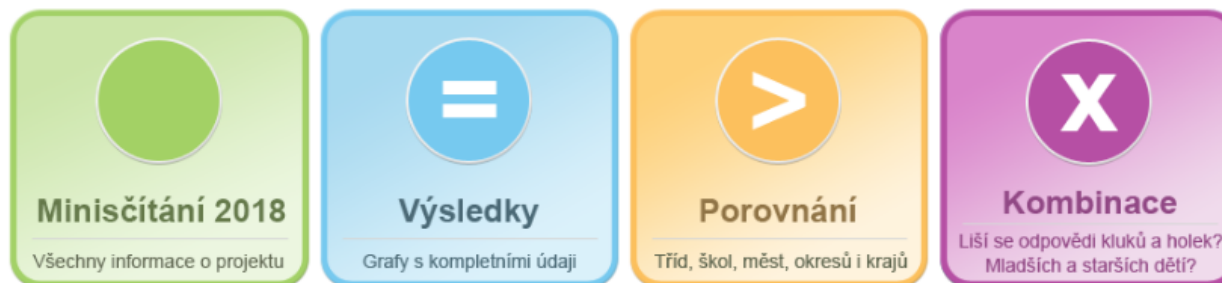 =
>
X
Minisčítání 2018
Výsledky
Porovnání
Kombinace
Všechny informace o projektu
Grafy s kompletními údaji
Tříd, škol, měst, okresů i krajů
Liší se odpovědi kluků a holek?
Mladších a starších dětí?